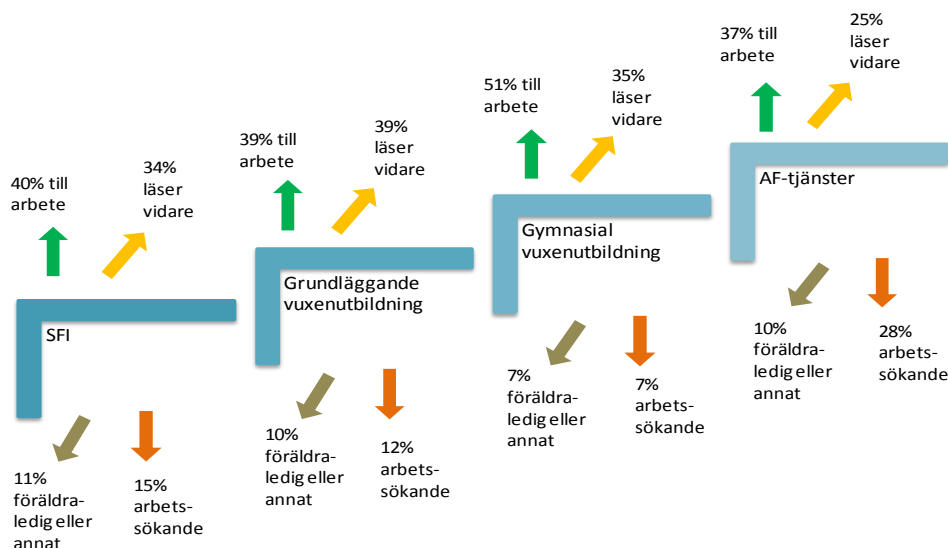 40% till
arbete
34%
läser
vidare
SFI
11%
föräldra-
ledig eller
annat
15%
arbets-
sökande
39% till
arbete
39%
läser
vidare
Grundläggande
vuxenutbildning
10%
föräldra-
ledig eller
annat
12%
arbets-
sökande
51% till
arbete
35%
läser
vidare
Gymnasial
vuxenutbildning
7%
föräldra-
ledig eller
annat
7%
arbets-
sökande
37% till
arbete
25%
läser
vidare
AF-tjänster
10%
föräldra-
ledig eller
annat
28%
arbets-
sökande